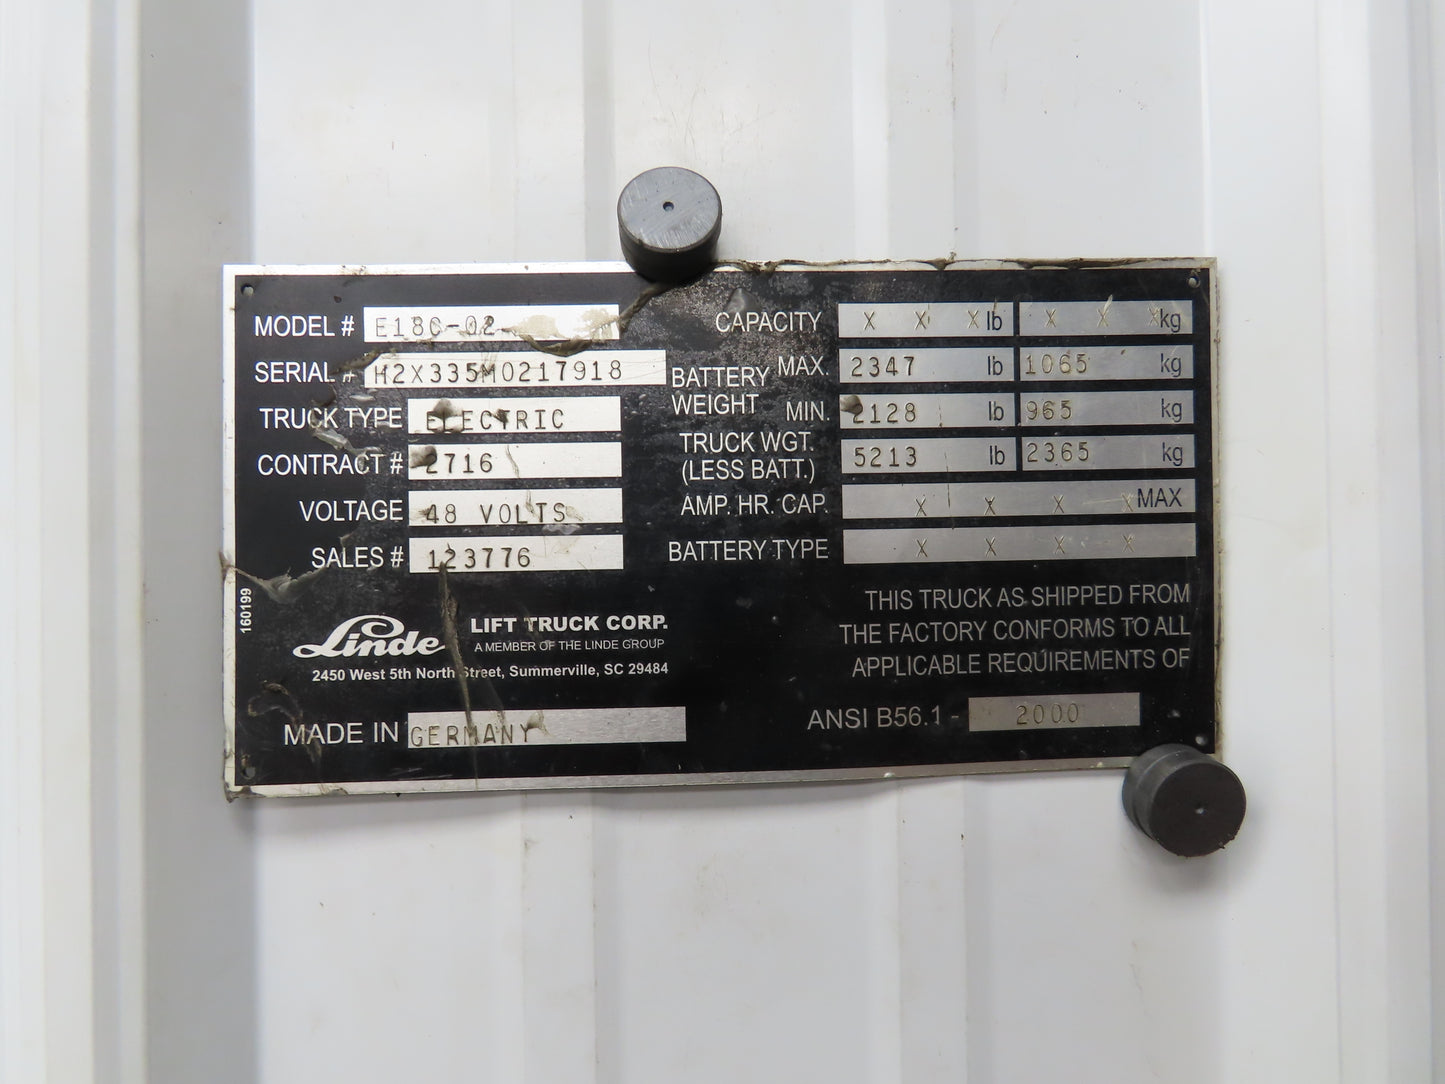 MODEL # E18C-02
SERIAL # H2X335M0217918
TRUCK TYPE ELECTRIC
CONTRACT # 2716
VOLTAGE 48 VOLTS
SALES # 123776
160199
Linde LIFT TRUCK CORP.
A MEMBER OF THE LINDE GROUP
2450 West 5th North Street, Summerville, SC 29484
MADE IN GERMANY
CAPACITY X X X lb X X X kg
BATTERY WEIGHT MAX. 2347 lb 1065 kg
MIN. 2128 lb 965 kg
TRUCK WGT. (LESS BATT.) 5213 lb 2365 kg
AMP. HR. CAP. X X X X MAX
BATTERY TYPE X X X X
THIS TRUCK AS SHIPPED FROM
THE FACTORY CONFORMS TO ALL
APPLICABLE REQUIREMENTS OF
ANSI B56.1 - 2000